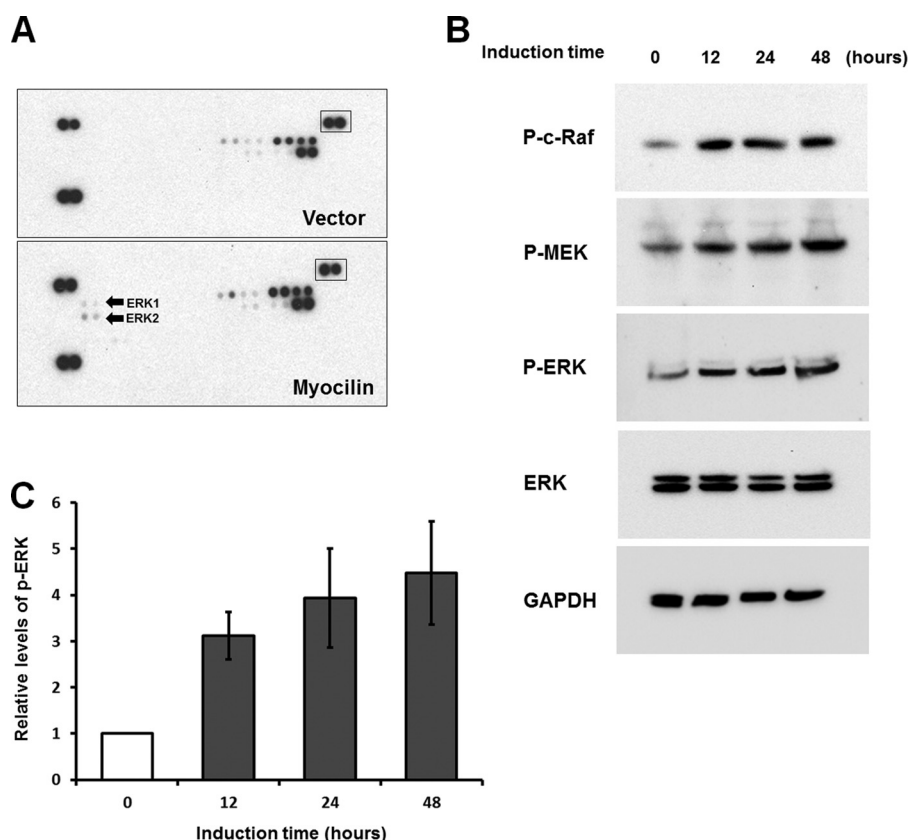 A
Vector
ERK1
ERK2
Myocilin
B
Induction time 0 12 24 48 (hours)
P-c-Raf
P-MEK
P-ERK
ERK
GAPDH
C
Relative levels of p-ERK
6
5
4
3
2
1
0
0 12 24 48
Induction time (hours)